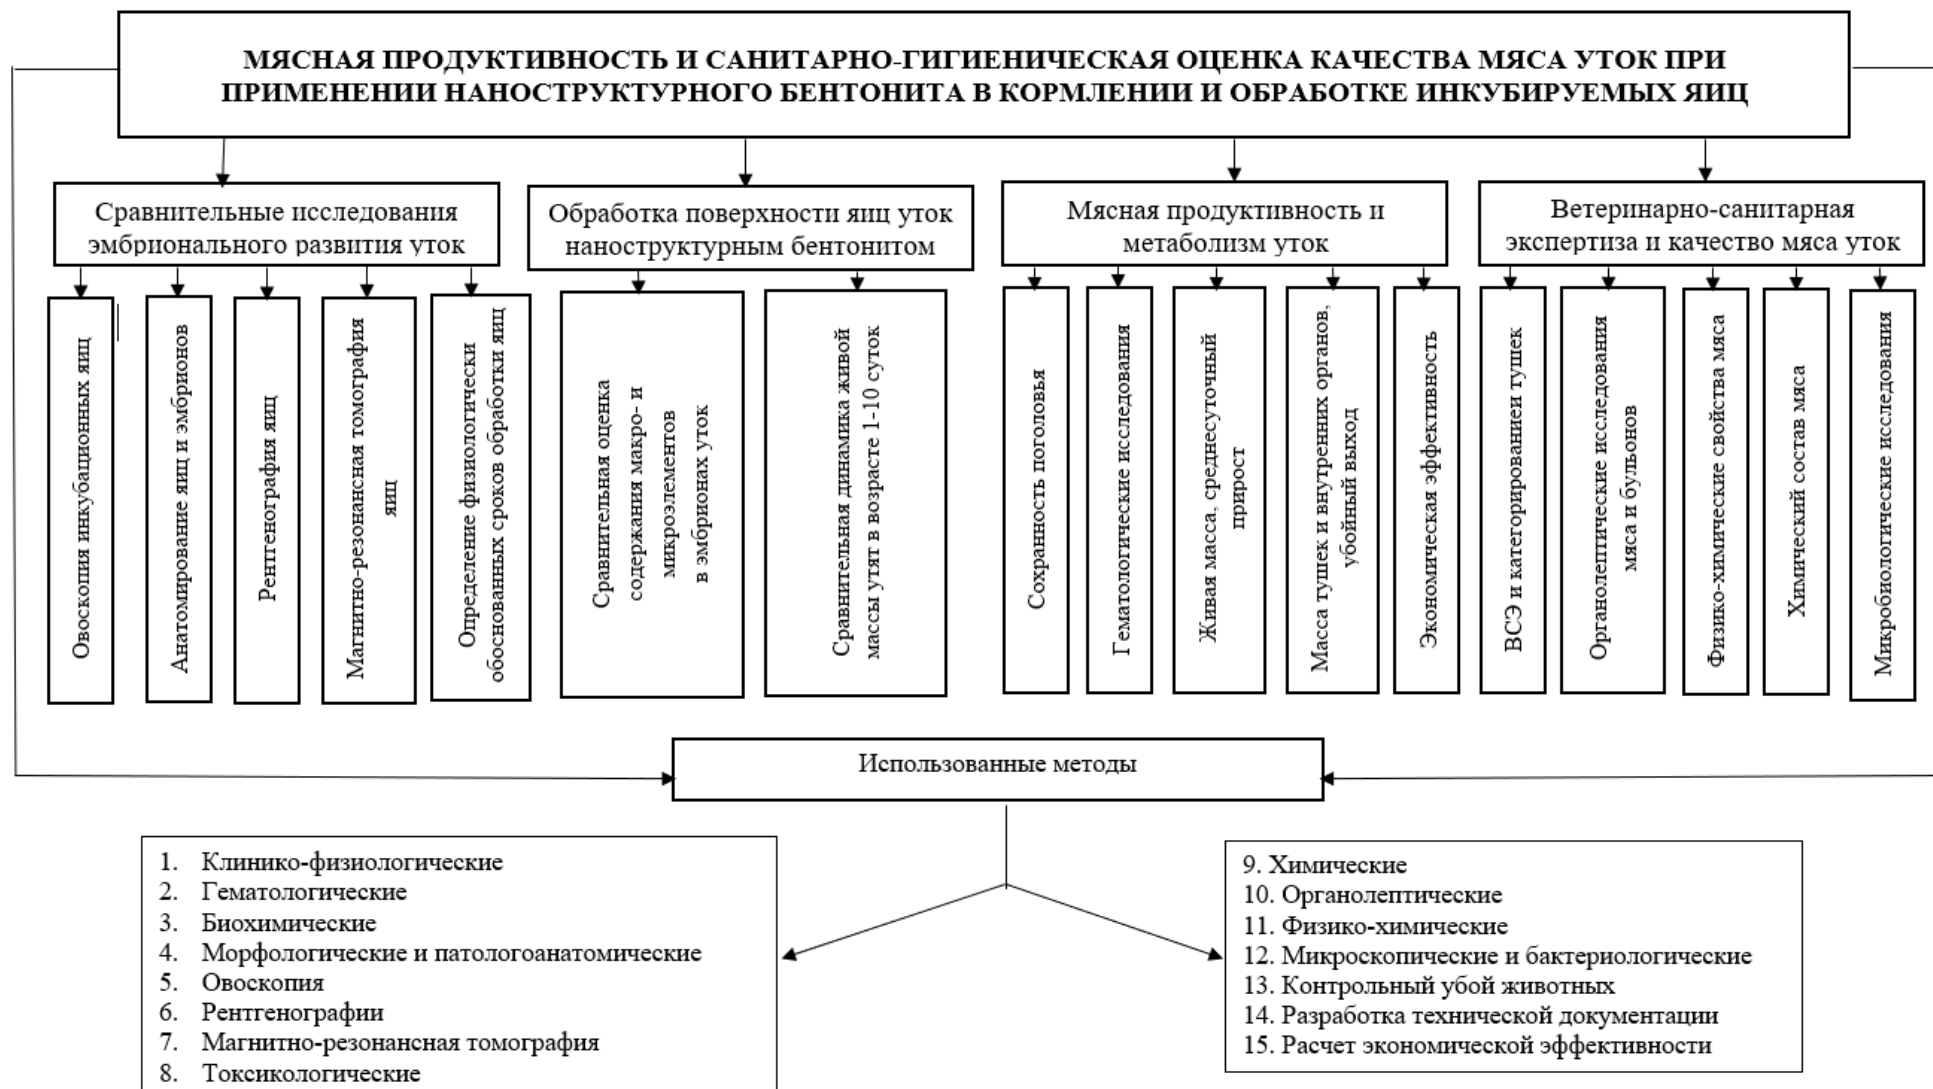 МЯСНАЯ ПРОДУКТИВНОСТЬ И САНИТАРНО-ГИГИЕНИЧЕСКАЯ ОЦЕНКА КАЧЕСТВА МЯСА УТОК ПРИ
ПРИМЕНЕНИИ НАНОСТРУКТУРНОГО БЕНТОНИТА В КОРМЛЕНИИ И ОБРАБОТКЕ ИНКУБИРУЕМЫХ ЯИЦ
Сравнительные исследования
эмбрионального развития уток
Обработка поверхности яиц уток
наноструктурным бентонитом
Мясная продуктивность и
метаболизм уток
Ветеринарно-санитарная
экспертиза и качество мяса уток
Овоскопия инкубационных яиц
Анатомирование яиц и эмбрионов
Рентгенография яиц
Магнитно-резонансная томография
яиц
Определение физиологически
обоснованных сроков обработки яиц
Сравнительная оценка
содержания макро- и
микроэлементов
в эмбрионах уток
Сравнительная динамика живой
массы утят в возрасте 1-10 суток
Сохранность поголовья
Гематологические исследования
Живая масса, среднесуточный
прирост
Масса тушек и внутренних органов,
убойный выход
Экономическая эффективность
ВСЭ и категорированиеи тушек
Органолептические исследования
мяса и бульонов
Физико-химические свойства мяса
Химический состав мяса
Микробиологические исследования
Использованные методы
1. Клинико-физиологические
2. Гематологические
3. Биохимические
4. Морфологические и патологоанатомические
5. Овоскопия
6. Рентгенографии
7. Магнитно-резонансная томография
8. Токсикологические
9. Химические
10. Органолептические
11. Физико-химические
12. Микроскопические и бактериологические
13. Контрольный убой животных
14. Разработка технической документации
15. Расчет экономической эффективности